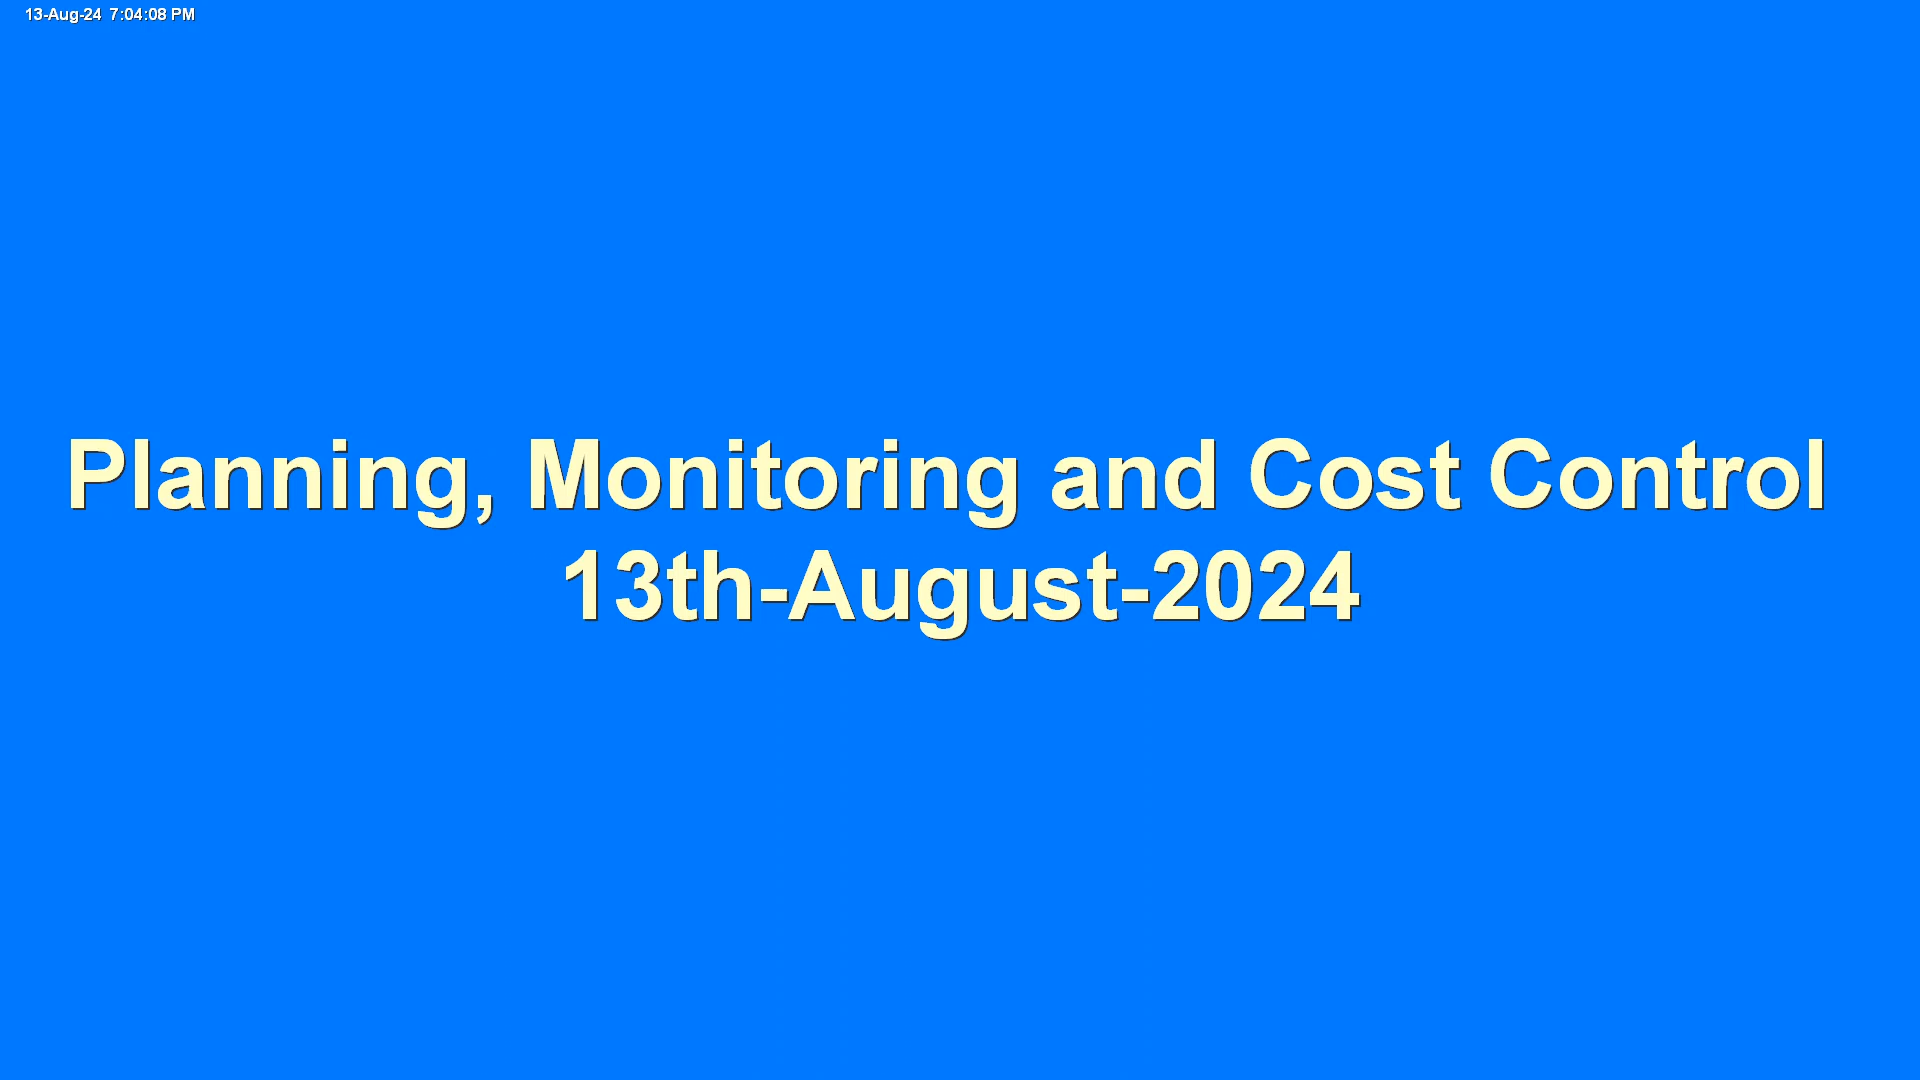 13-Aug-24 7:04:08 PM
Planning, Monitoring and Cost Control
13th-August-2024